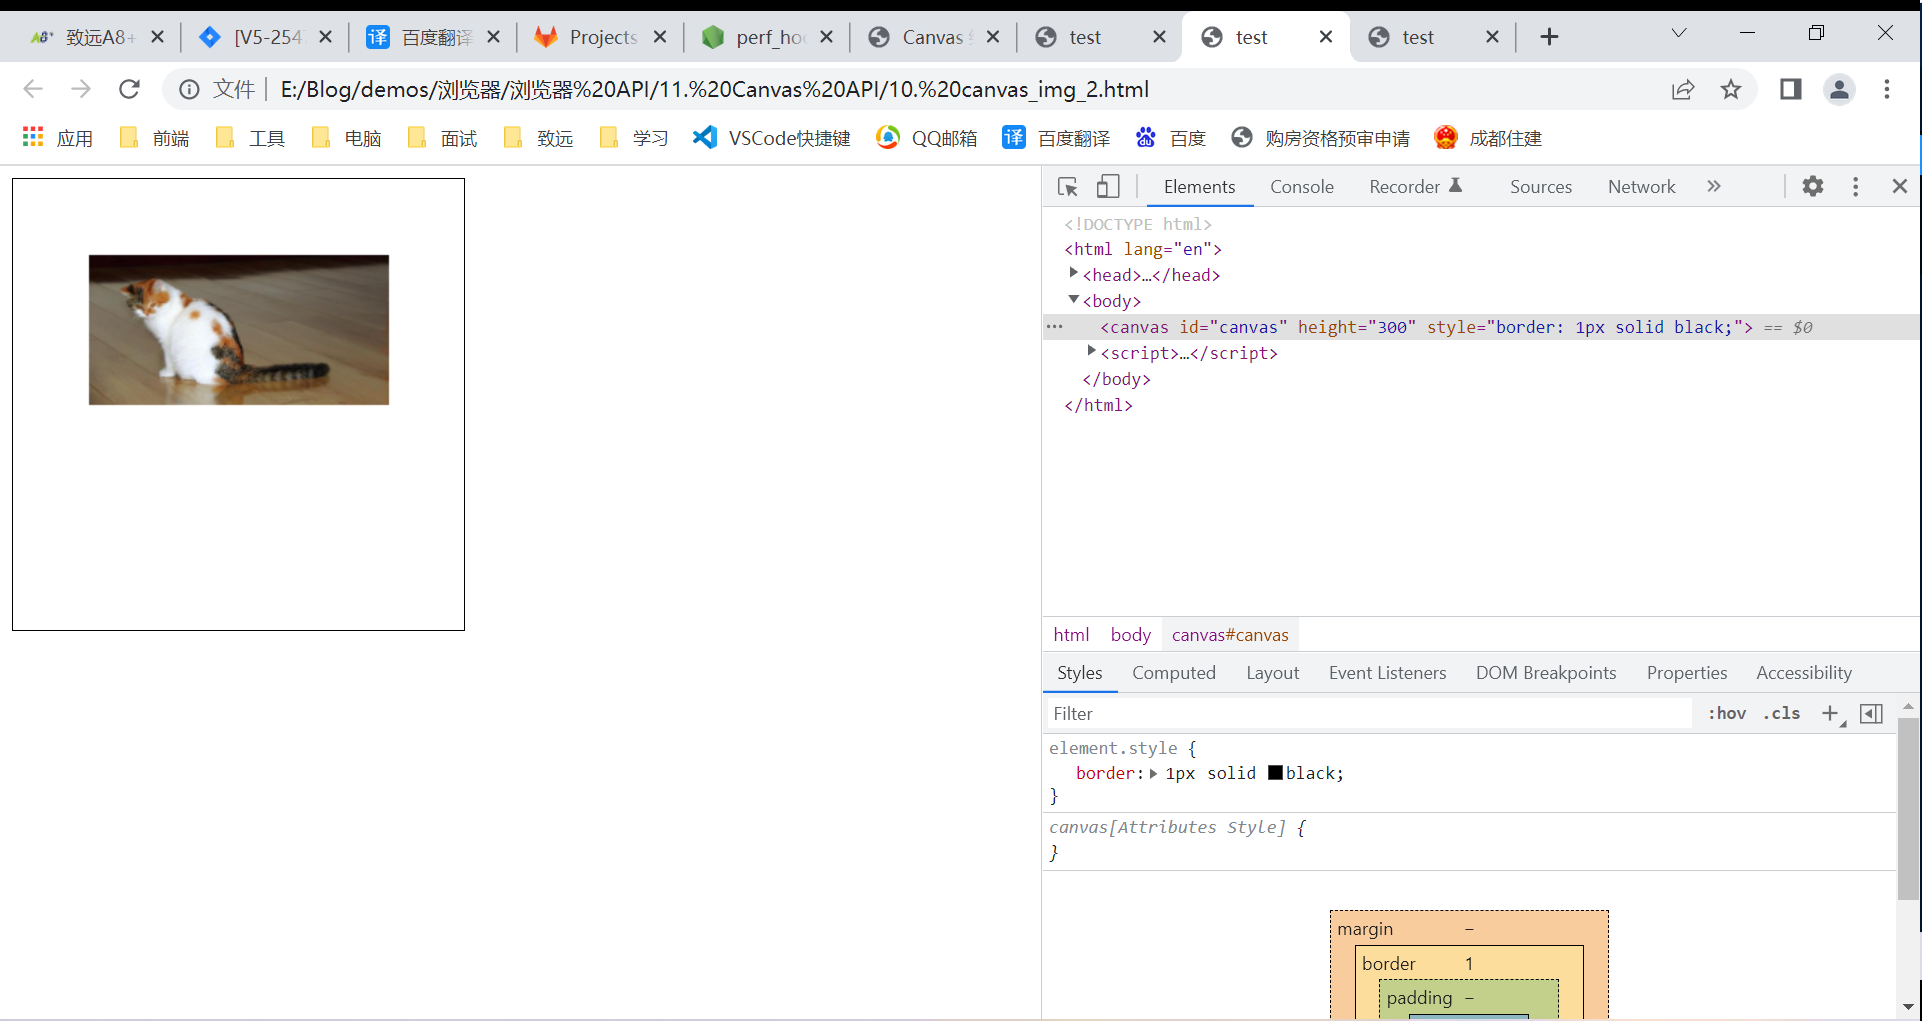 致远A8+ [V5-254 百度翻译 Projects perf_hoo Canvas test test test
文件 E:/Blog/demos/浏览器/浏览器%20API/11.%20Canvas%20API/10.%20canvas_img_2.html
应用 前端 工具 电脑 面试 致远 学习 VSCode快捷键 QQ邮箱 译 百度翻译 百度 购房资格预审申请 成都住建
Elements Console Recorder Sources Network
<!DOCTYPE html>
<html lang="en">
<head>…</head>
<body>
<canvas id="canvas" height="300" style="border: 1px solid black;"> == $0
<script>…</script>
</body>
</html>
html body canvas#canvas
Styles Computed Layout Event Listeners DOM Breakpoints Properties Accessibility
Filter :hov .cls
element.style {
border: 1px solid black;
}
canvas[Attributes Style] {
}
margin –
border 1
padding –